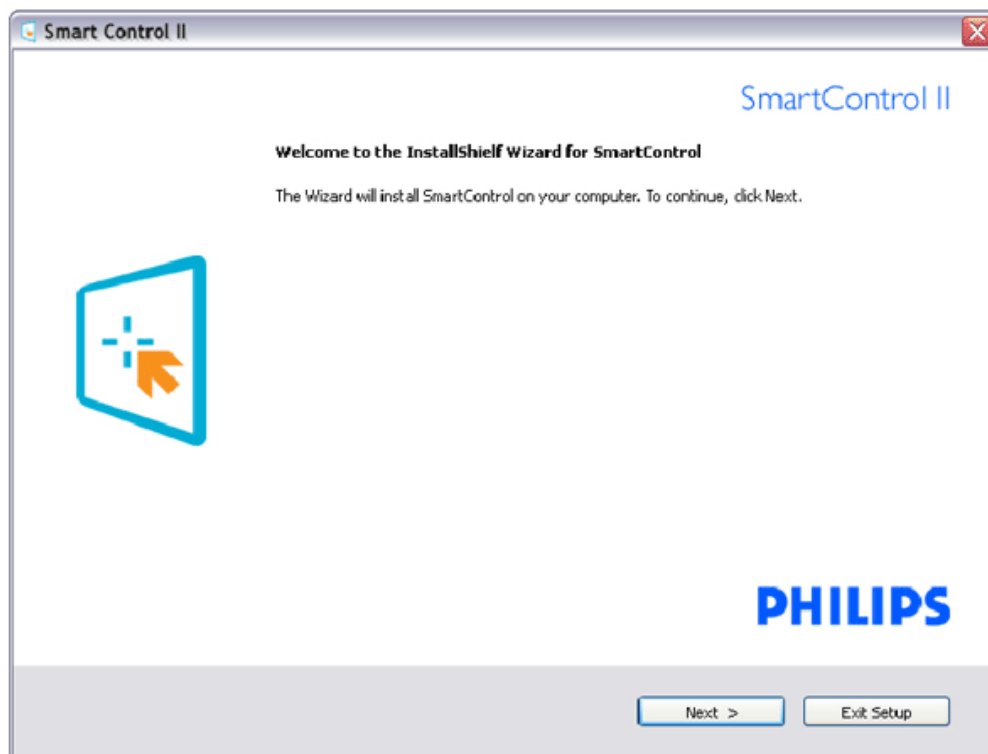 Smart Control II
SmartControl II
Welcome to the InstallShielf Wizard for SmartControl
The Wizard will install SmartControl on your computer. To continue, click Next.
PHILIPS
Next >
Exit Setup